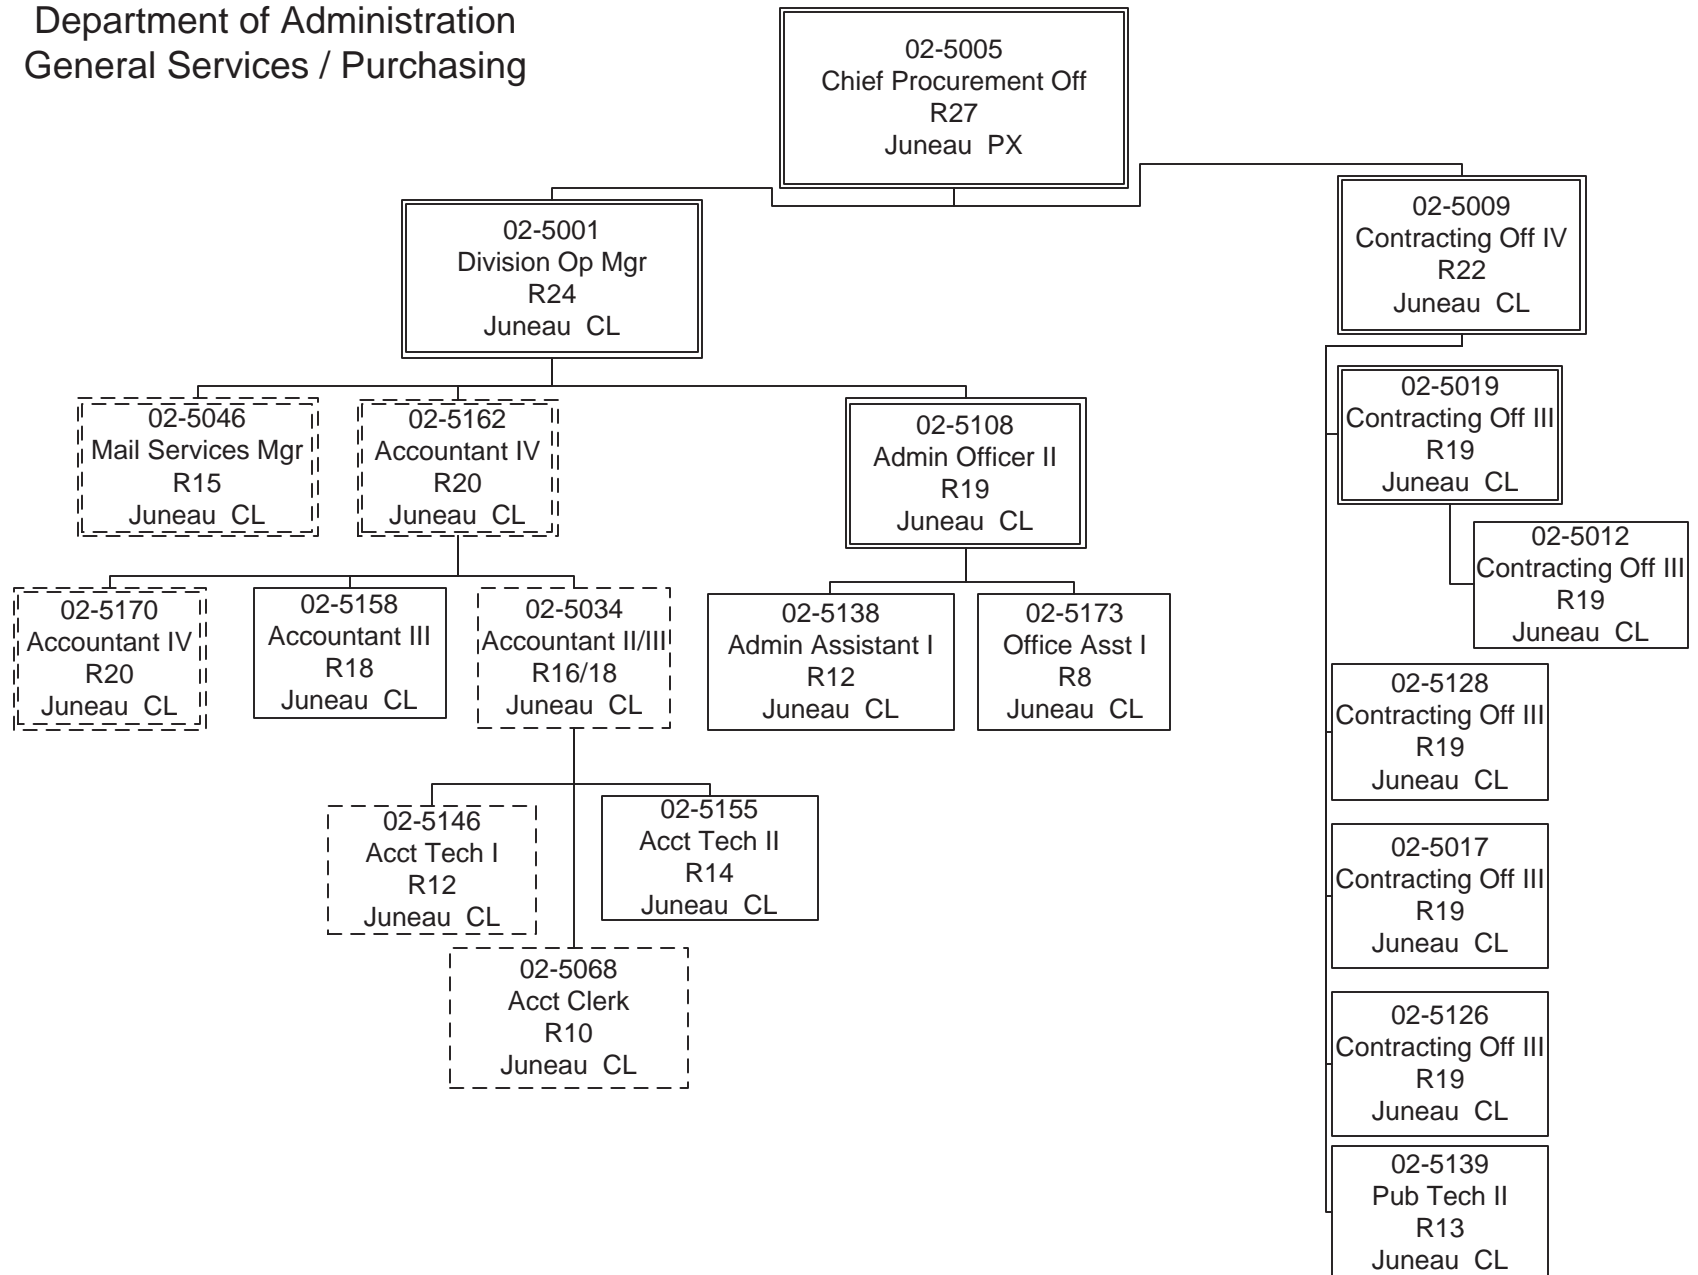 Department of Administration
General Services / Purchasing
02-5005
Chief Procurement Off
R27
Juneau  PX
02-5001
Division Op Mgr
R24
Juneau  CL
02-5009
Contracting Off IV
R22
Juneau  CL
02-5046
Mail Services Mgr
R15
Juneau  CL
02-5162
Accountant IV
R20
Juneau  CL
02-5108
Admin Officer II
R19
Juneau  CL
02-5019
Contracting Off III
R19
Juneau  CL
02-5012
Contracting Off III
R19
Juneau  CL
02-5170
Accountant IV
R20
Juneau  CL
02-5158
Accountant III
R18
Juneau  CL
02-5034
Accountant II/III
R16/18
Juneau  CL
02-5138
Admin Assistant I
R12
Juneau  CL
02-5173
Office Asst I
R8
Juneau  CL
02-5128
Contracting Off III
R19
Juneau  CL
02-5146
Acct Tech I
R12
Juneau  CL
02-5155
Acct Tech II
R14
Juneau  CL
02-5017
Contracting Off III
R19
Juneau  CL
02-5068
Acct Clerk
R10
Juneau  CL
02-5126
Contracting Off III
R19
Juneau  CL
02-5139
Pub Tech II
R13
Juneau  CL